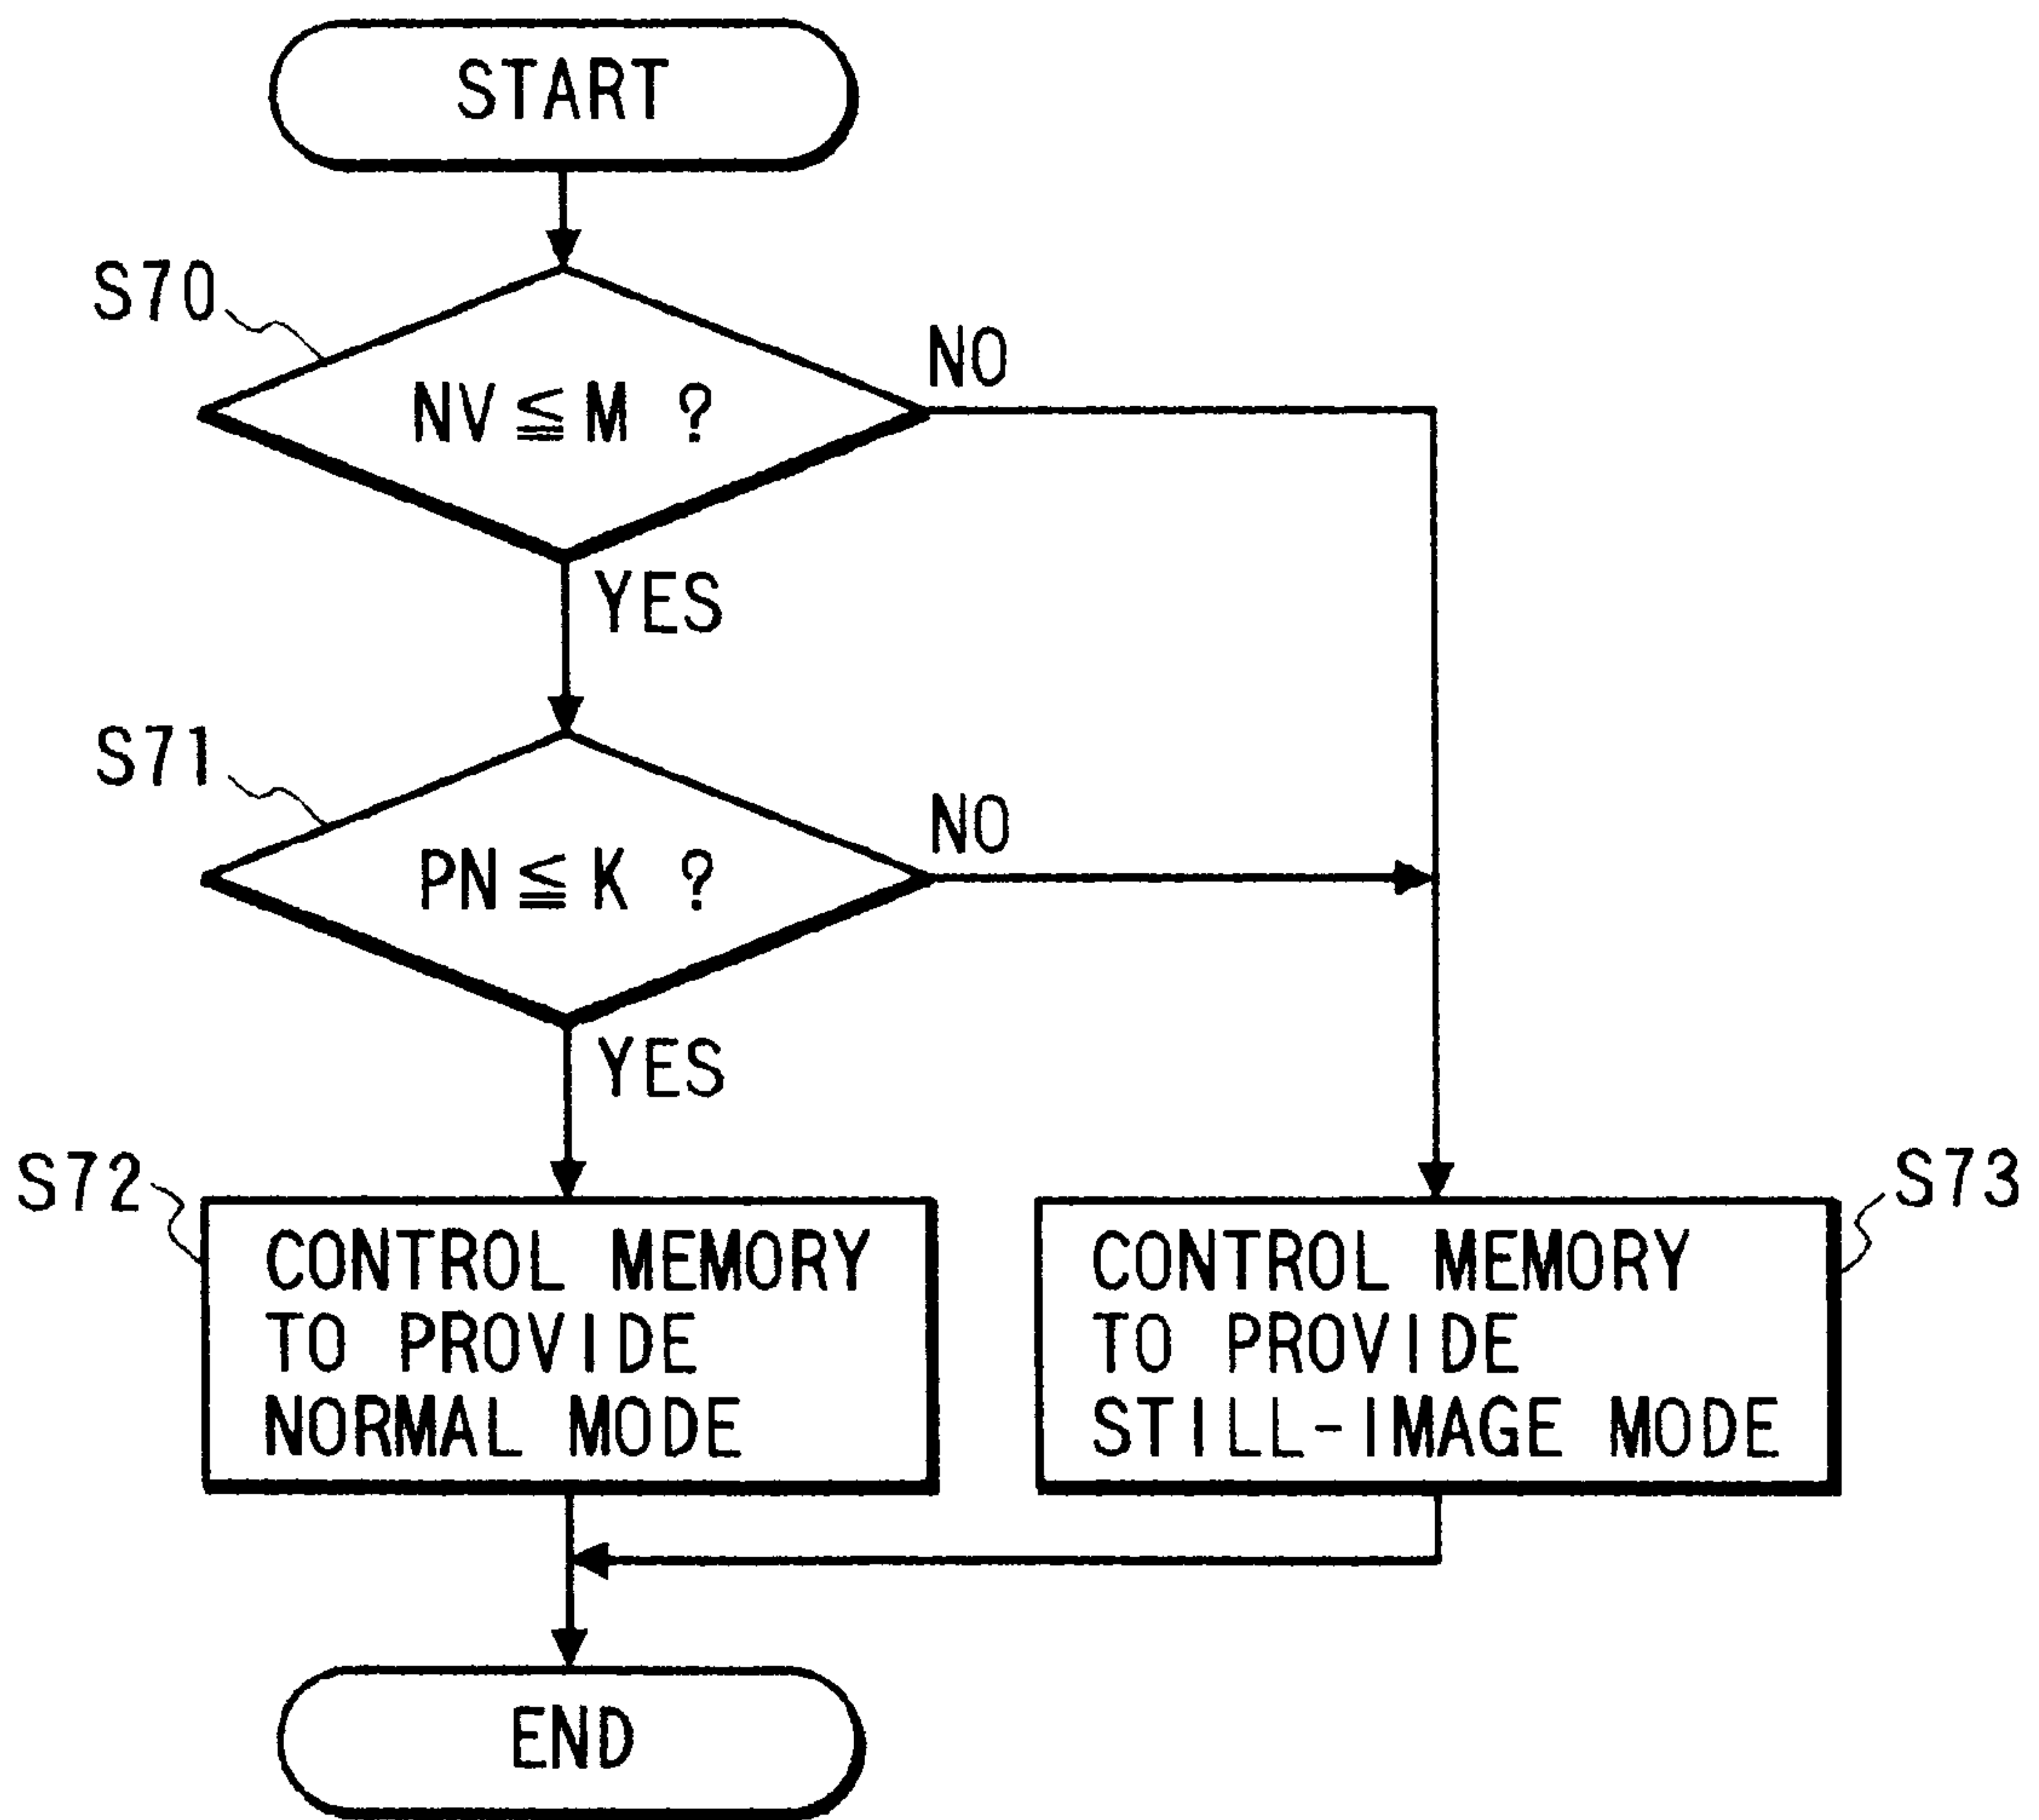 START
S70
NO
NV≦M ?
YES
S71
NO
PN≦K ?
YES
S72
S73
CONTROL MEMORY
TO PROVIDE
NORMAL MODE
CONTROL MEMORY
TO PROVIDE
STILL-IMAGE MODE
END